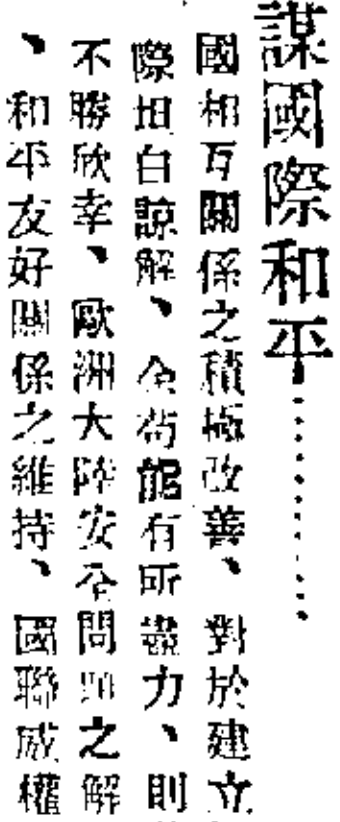 謀國際和平………
國相互關係之積極改善、對於建立
際坦白諒解、余苟能有所盡力、則
不勝欣幸、歐洲大陸安全問題之解
、和平友好關係之維持、國聯威權